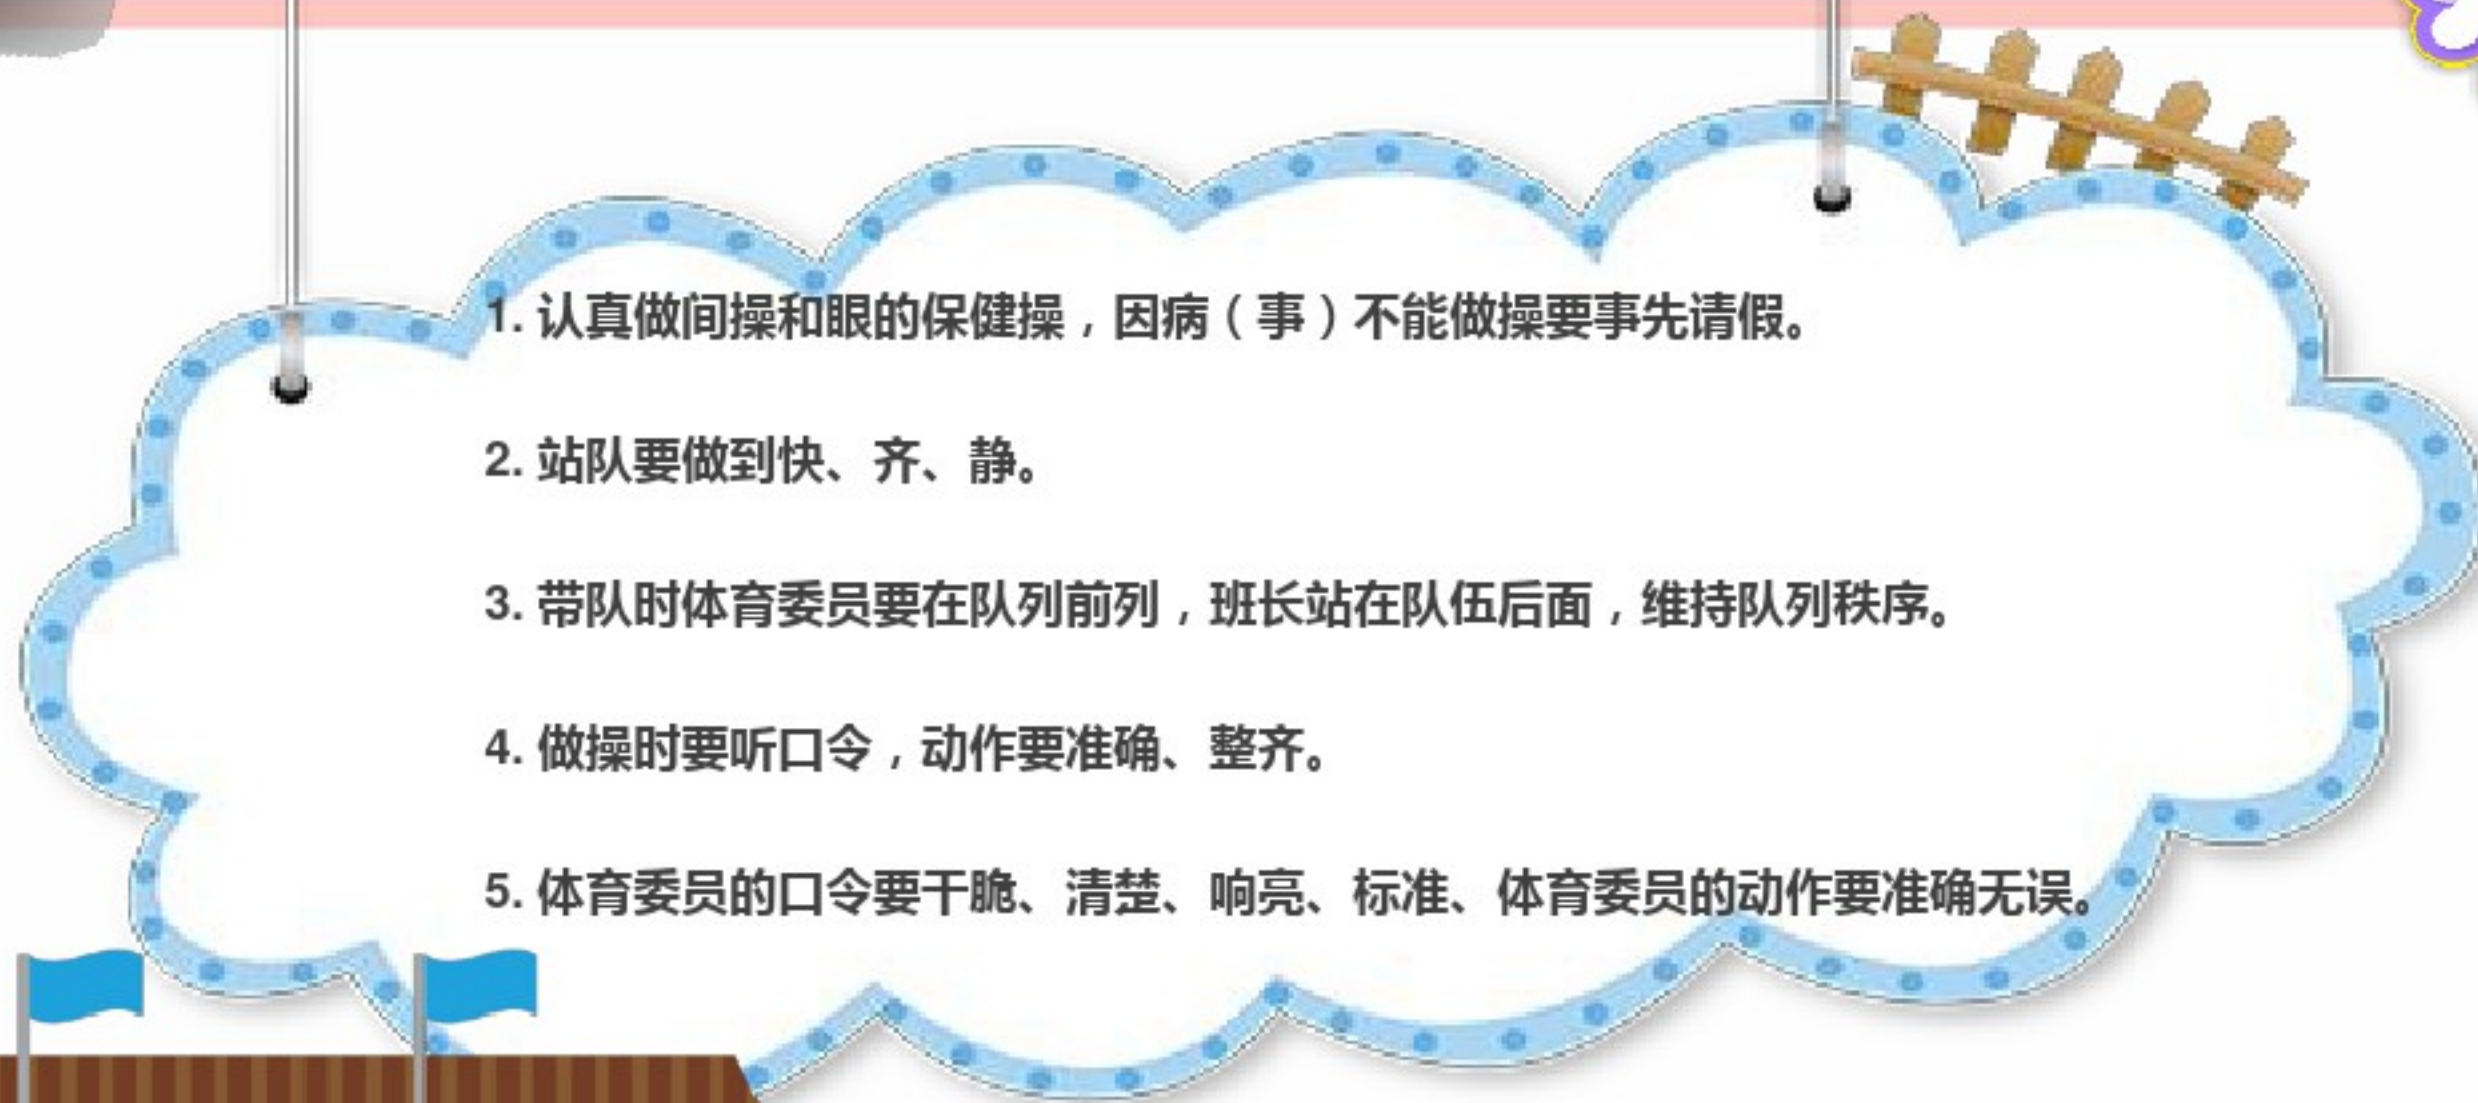 1. 认真做间操和眼的保健操，因病（事）不能做操要事先请假。
2. 站队要做到快、齐、静。
3. 带队时体育委员要在队列前列，班长站在队伍后面，维持队列秩序。
4. 做操时要听口令，动作要准确、整齐。
5. 体育委员的口令要干脆、清楚、响亮、标准、体育委员的动作要准确无误。